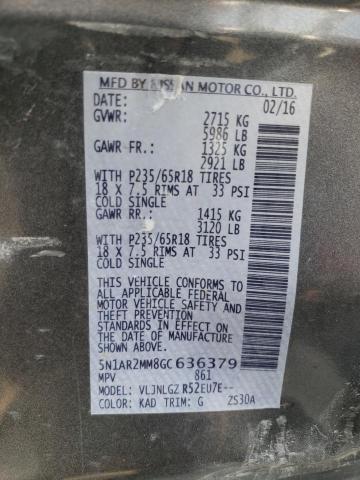 MFD BY NISSAN MOTOR CO., LTD.
DATE: 02/16
GVWR: 2715 KG
5986 LB
GAWR FR.: 1325 KG
2921 LB
WITH P235/65R18 TIRES
18 X 7.5 RIMS AT 33 PSI
COLD SINGLE
GAWR RR.: 1415 KG
3120 LB
WITH P235/65R18 TIRES
18 X 7.5 RIMS AT 33 PSI
COLD SINGLE
THIS VEHICLE CONFORMS TO
ALL APPLICABLE FEDERAL
MOTOR VEHICLE SAFETY AND
THEFT PREVENTION
STANDARDS IN EFFECT ON
THE DATE OF MANUFACTURE
SHOWN ABOVE.
5N1AR2MM8GC636379
MPV 861
VLJNLGZ R52EU7E--
COLOR: KAD TRIM: G 2S30A